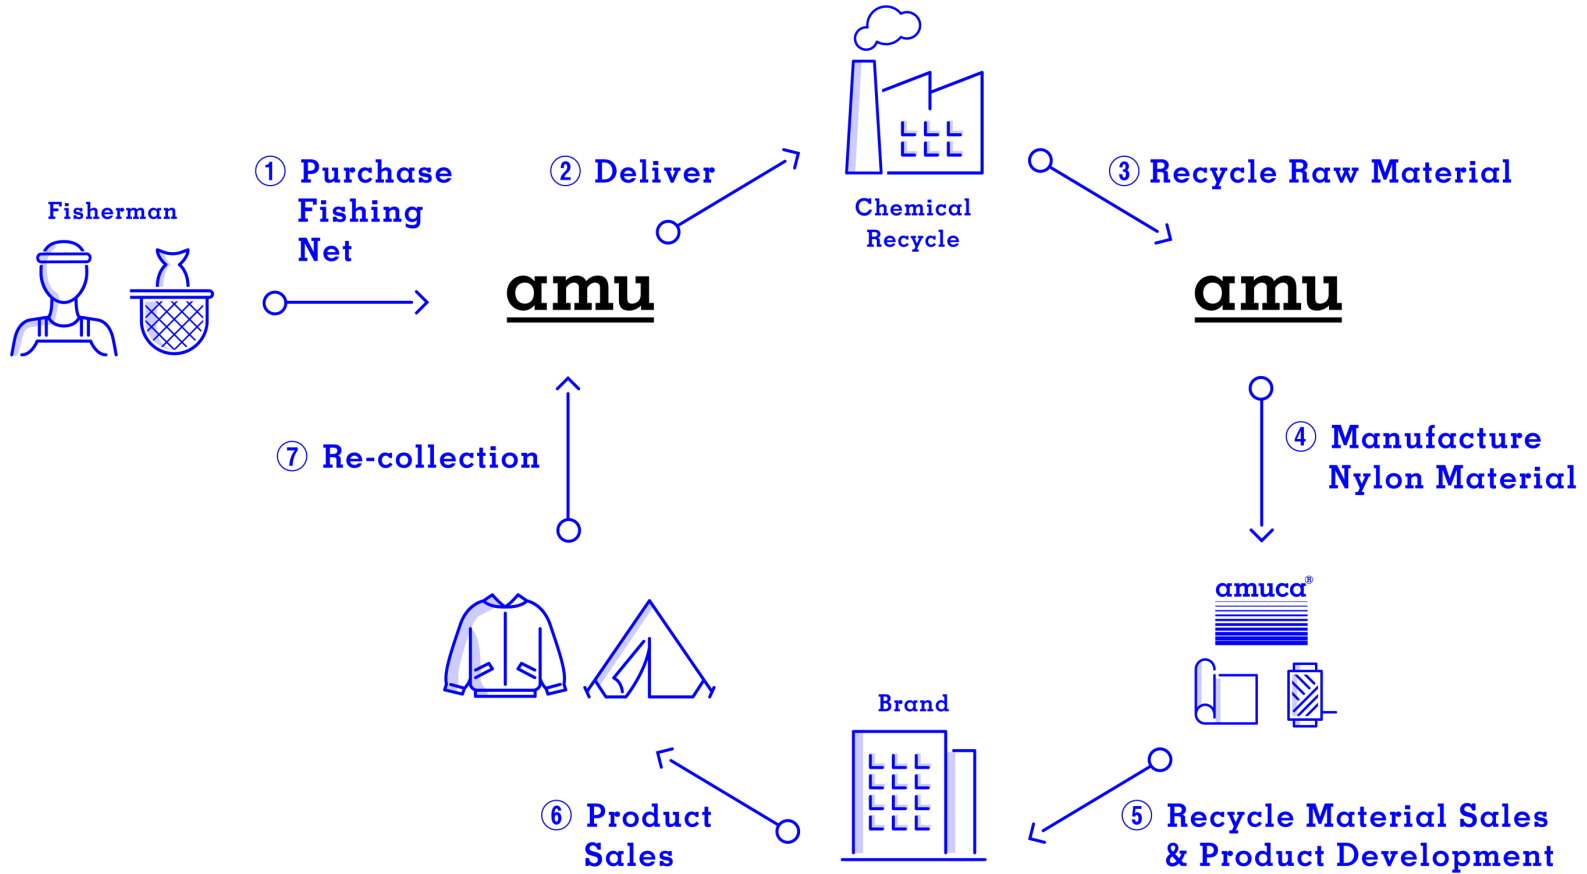 Fisherman
① Purchase
Fishing
Net
amu
② Deliver
Chemical
Recycle
③ Recycle Raw Material
amu
④ Manufacture
Nylon Material
amuca®
⑤ Recycle Material Sales
& Product Development
Brand
⑥ Product
Sales
⑦ Re-collection